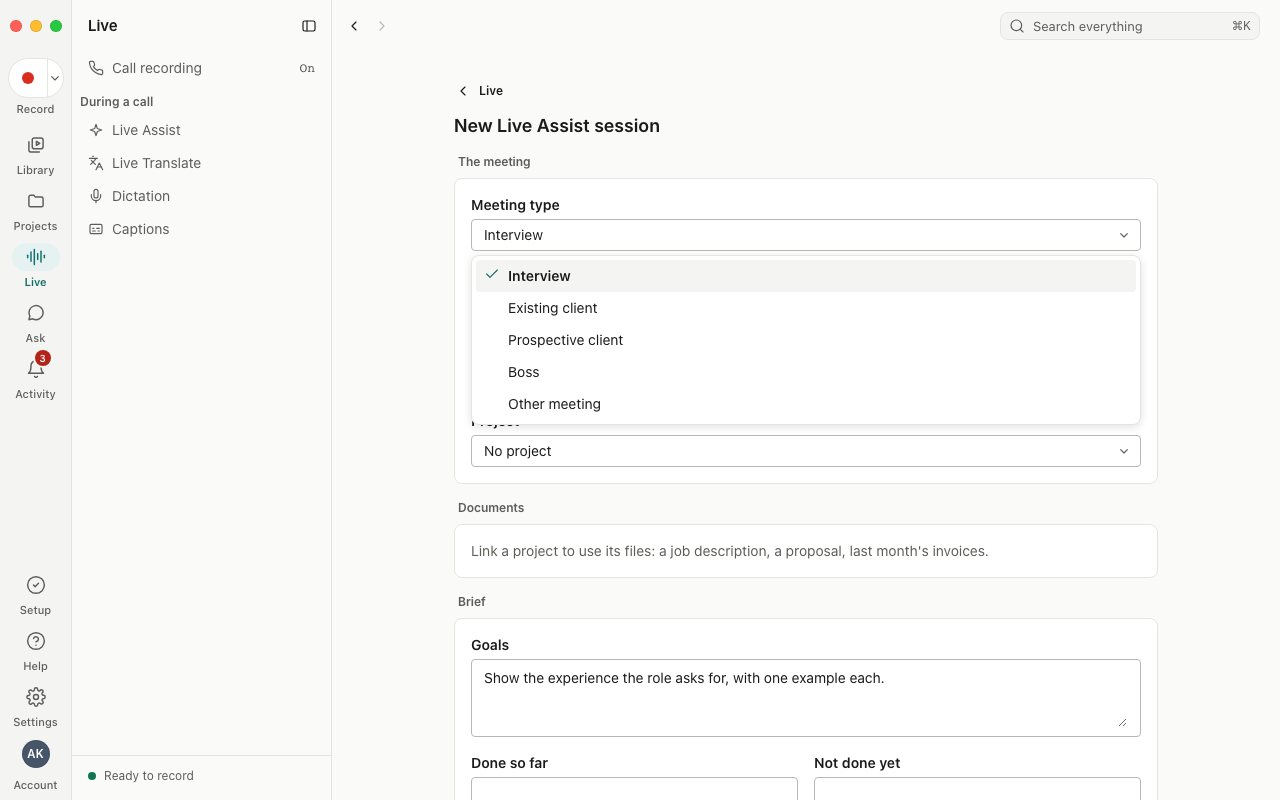 Live
Search everything
⌘K
Record
Call recording
On
During a call
Live Assist
Live Translate
Dictation
Captions
Library
Projects
Live
Ask
3
Activity
Setup
Help
Settings
AK
Account
Ready to record
Live
New Live Assist session
The meeting
Meeting type
Interview
Interview
Existing client
Prospective client
Boss
Other meeting
Project
No project
Documents
Link a project to use its files: a job description, a proposal, last month's invoices.
Brief
Goals
Show the experience the role asks for, with one example each.
Done so far
Not done yet